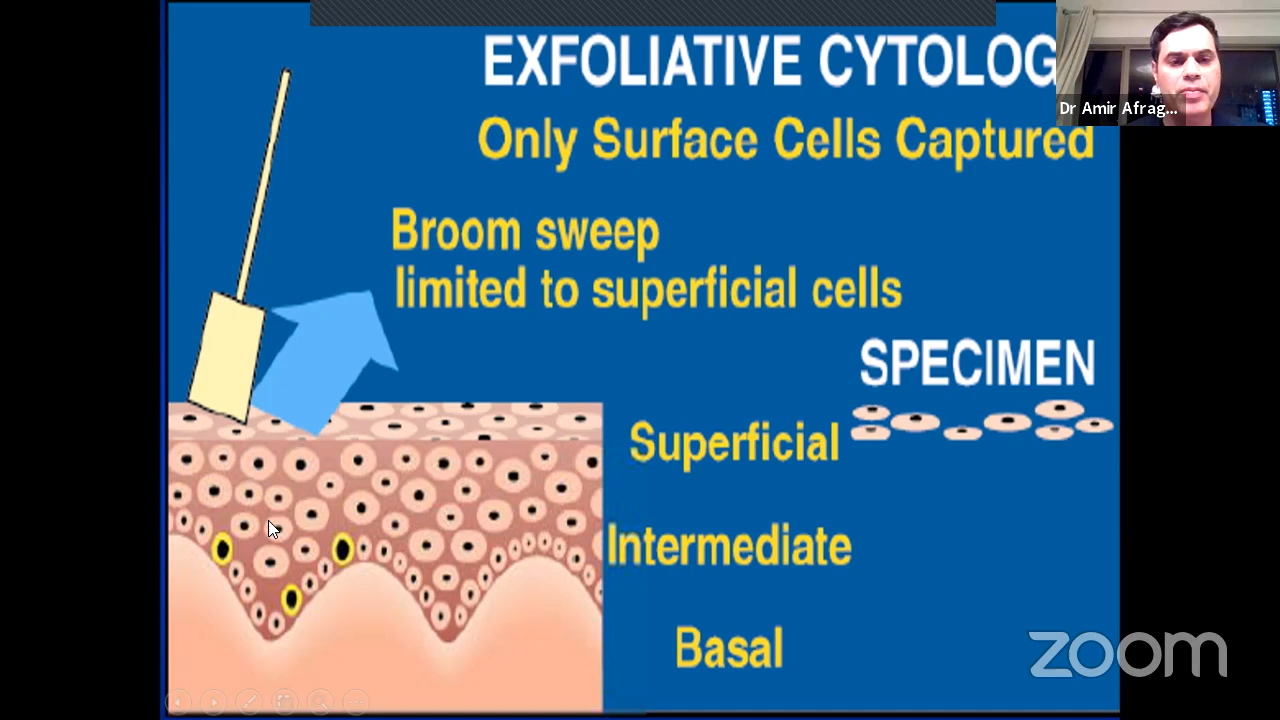 EXFOLIATIVE CYTOLOG
Dr Amir Afrag...
Only Surface Cells Captured
Broom sweep
limited to superficial cells
SPECIMEN
Superficial
Intermediate
Basal
zoom